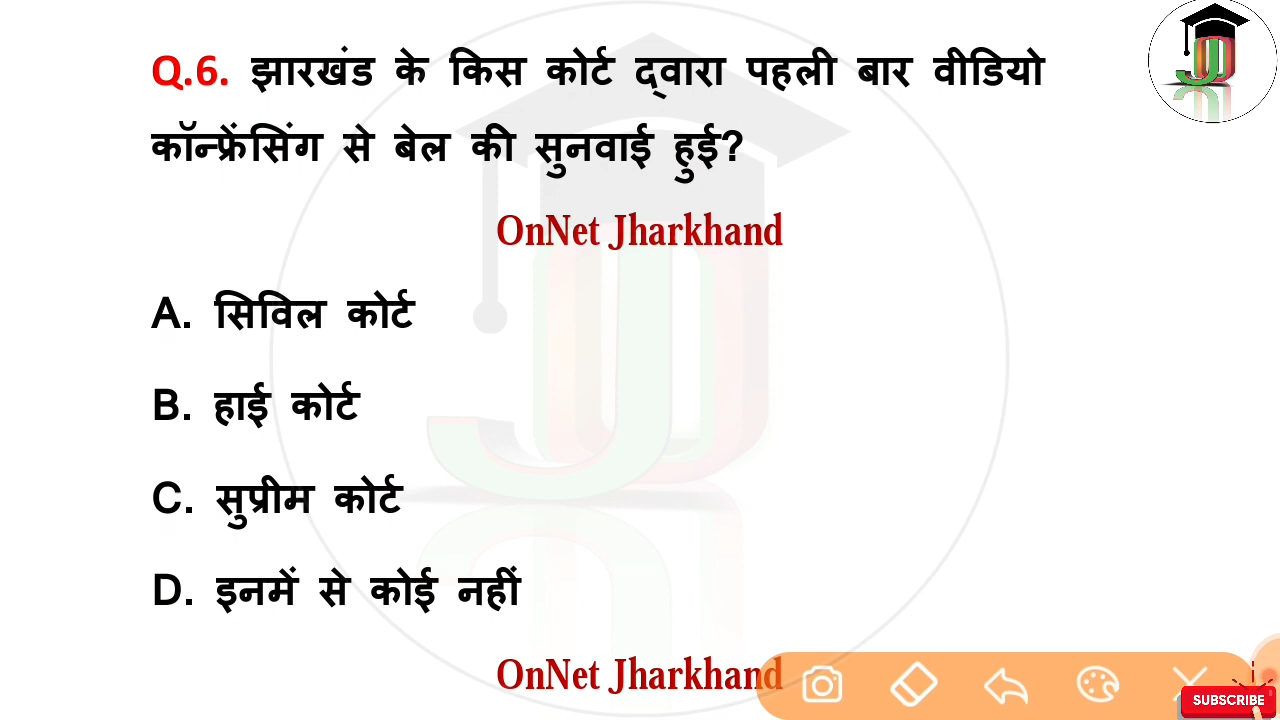 Q.6. झारखंड के किस कोर्ट द्वारा पहली बार वीडियो
कॉन्फ्रेंसिंग से बेल की सुनवाई हुई?
OnNet Jharkhand
A. सिविल कोर्ट
B. हाई कोर्ट
C. सुप्रीम कोर्ट
D. इनमें से कोई नहीं
OnNet Jharkhand
SUBSCRIBE